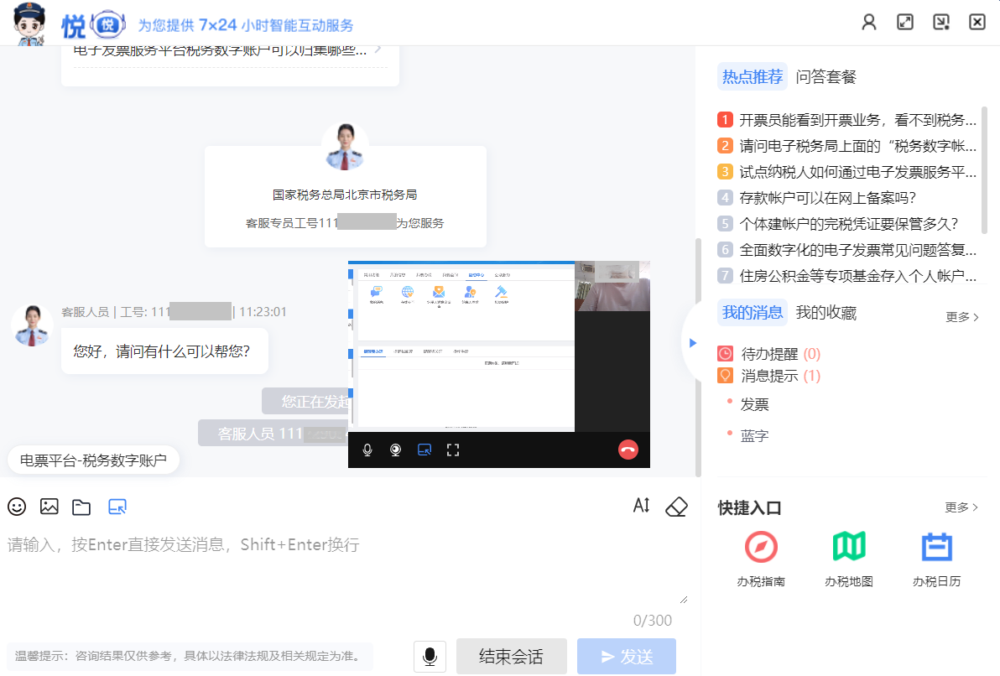 悦 悦 为您提供 7×24 小时智能互动服务
电子发票服务平台税务数字账户可以归集哪些...
国家税务总局北京市税务局
客服专员工号111 为您服务
客服人员 | 工号: 111 | 11:23:01
您好，请问有什么可以帮您?
您正在发起
客服人员 111
电票平台-税务数字账户
请输入，按Enter直接发送消息，Shift+Enter换行
0/300
温馨提示：咨询结果仅供参考，具体以法律法规及相关规定为准。
结束会话
发送
热点推荐 问答套餐
1 开票员能看到开票业务，看不到税务...
2 请问电子税务局上面的“税务数字帐...
3 试点纳税人如何通过电子发票服务平...
4 存款帐户可以在网上备案吗?
5 个体建帐户的完税凭证要保管多久?
6 全面数字化的电子发票常见问题答复...
7 住房公积金等专项基金存入个人帐户...
我的消息 我的收藏 更多
待办提醒 (0)
消息提示 (1)
发票
蓝字
快捷入口 更多
办税指南 办税地图 办税日历